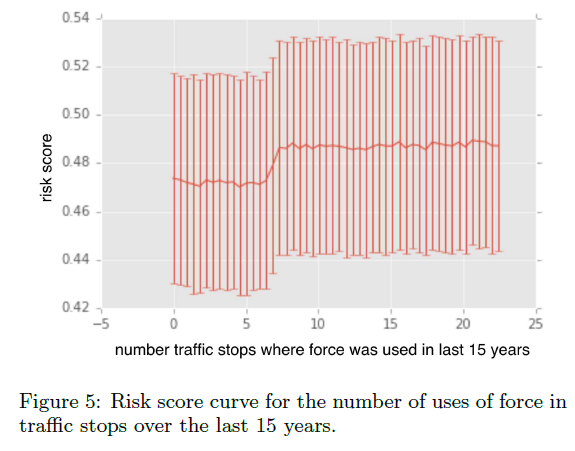 0.54
0.52
0.50
0.48
0.46
0.44
0.42
risk score
−5 0 5 10 15 20 25
number traffic stops where force was used in last 15 years
Figure 5: Risk score curve for the number of uses of force in
traffic stops over the last 15 years.